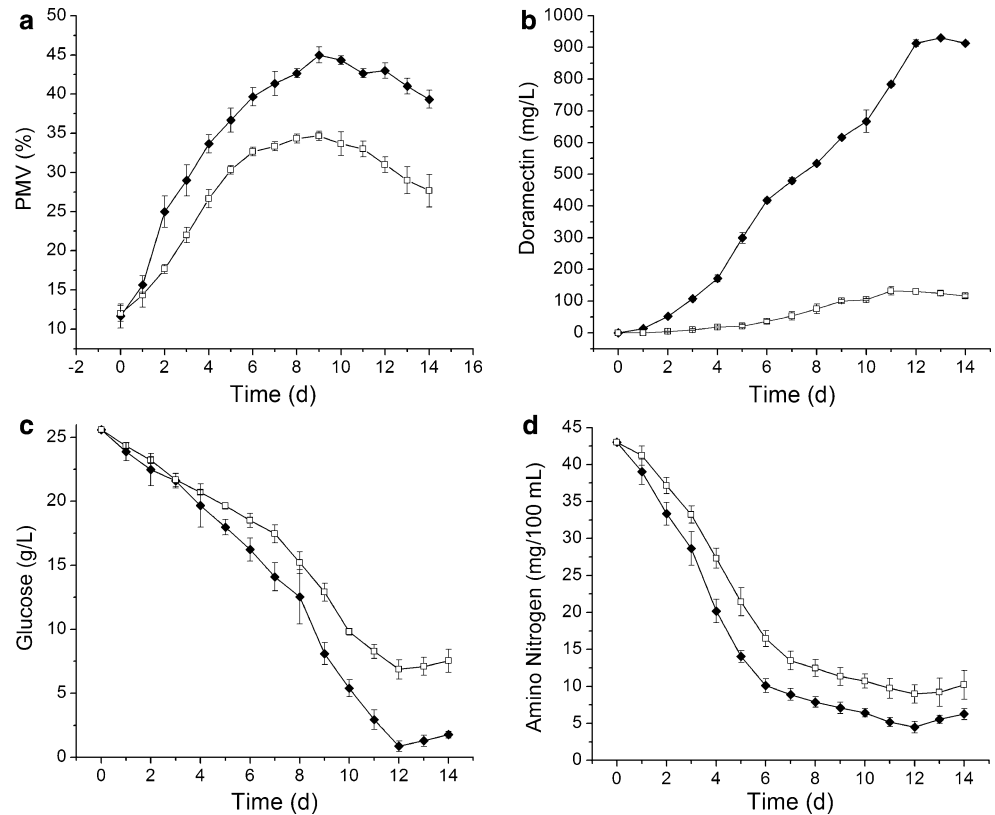 a
50
45
40
35
30
25
20
15
10
PMV (%)
-2 0 2 4 6 8 10 12 14 16
Time (d)
b
1000
900
800
700
600
500
400
300
200
100
0
Doramectin (mg/L)
0 2 4 6 8 10 12 14
Time (d)
c
25
20
15
10
5
0
Glucose (g/L)
0 2 4 6 8 10 12 14
Time (d)
d
45
40
35
30
25
20
15
10
5
0
Amino Nitrogen (mg/100 mL)
0 2 4 6 8 10 12 14
Time (d)